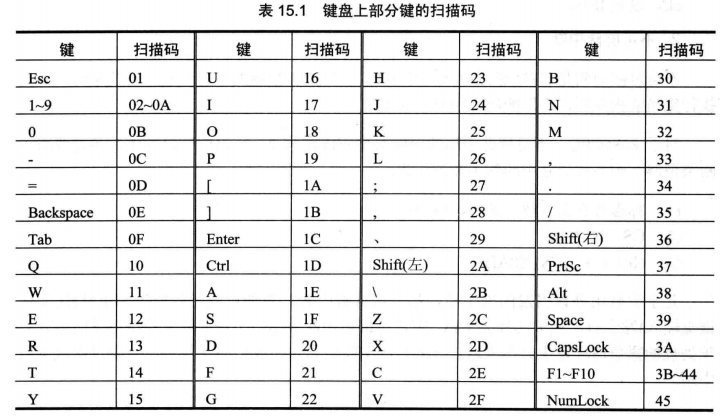 表 15.1 键盘上部分键的扫描码
键 扫描码 键 扫描码 键 扫描码 键 扫描码
Esc 01 U 16 H 23 B 30
1~9 02~0A I 17 J 24 N 31
0 0B O 18 K 25 M 32
- 0C P 19 L 26 , 33
= 0D [ 1A ; 27 . 34
Backspace 0E ] 1B , 28 / 35
Tab 0F Enter 1C 、 29 Shift(右) 36
Q 10 Ctrl 1D Shift(左) 2A PrtSc 37
W 11 A 1E \ 2B Alt 38
E 12 S 1F Z 2C Space 39
R 13 D 20 X 2D CapsLock 3A
T 14 F 21 C 2E F1~F10 3B~44
Y 15 G 22 V 2F NumLock 45